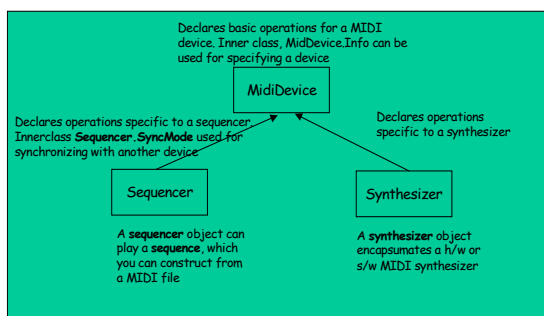 Declares basic operations for a MIDI
device. Inner class, MidDevice.Info can be
used for specifying a device
MidiDevice
Declares operations specific to a sequencer.
Innerclass Sequencer.SyncMode used for
synchronizing with another device
Declares operations
specific to a synthesizer
Sequencer
Synthesizer
A sequencer object can
play a sequence, which
you can construct from
a MIDI file
A synthesizer object
encapsumates a h/w or
s/w MIDI synthesizer